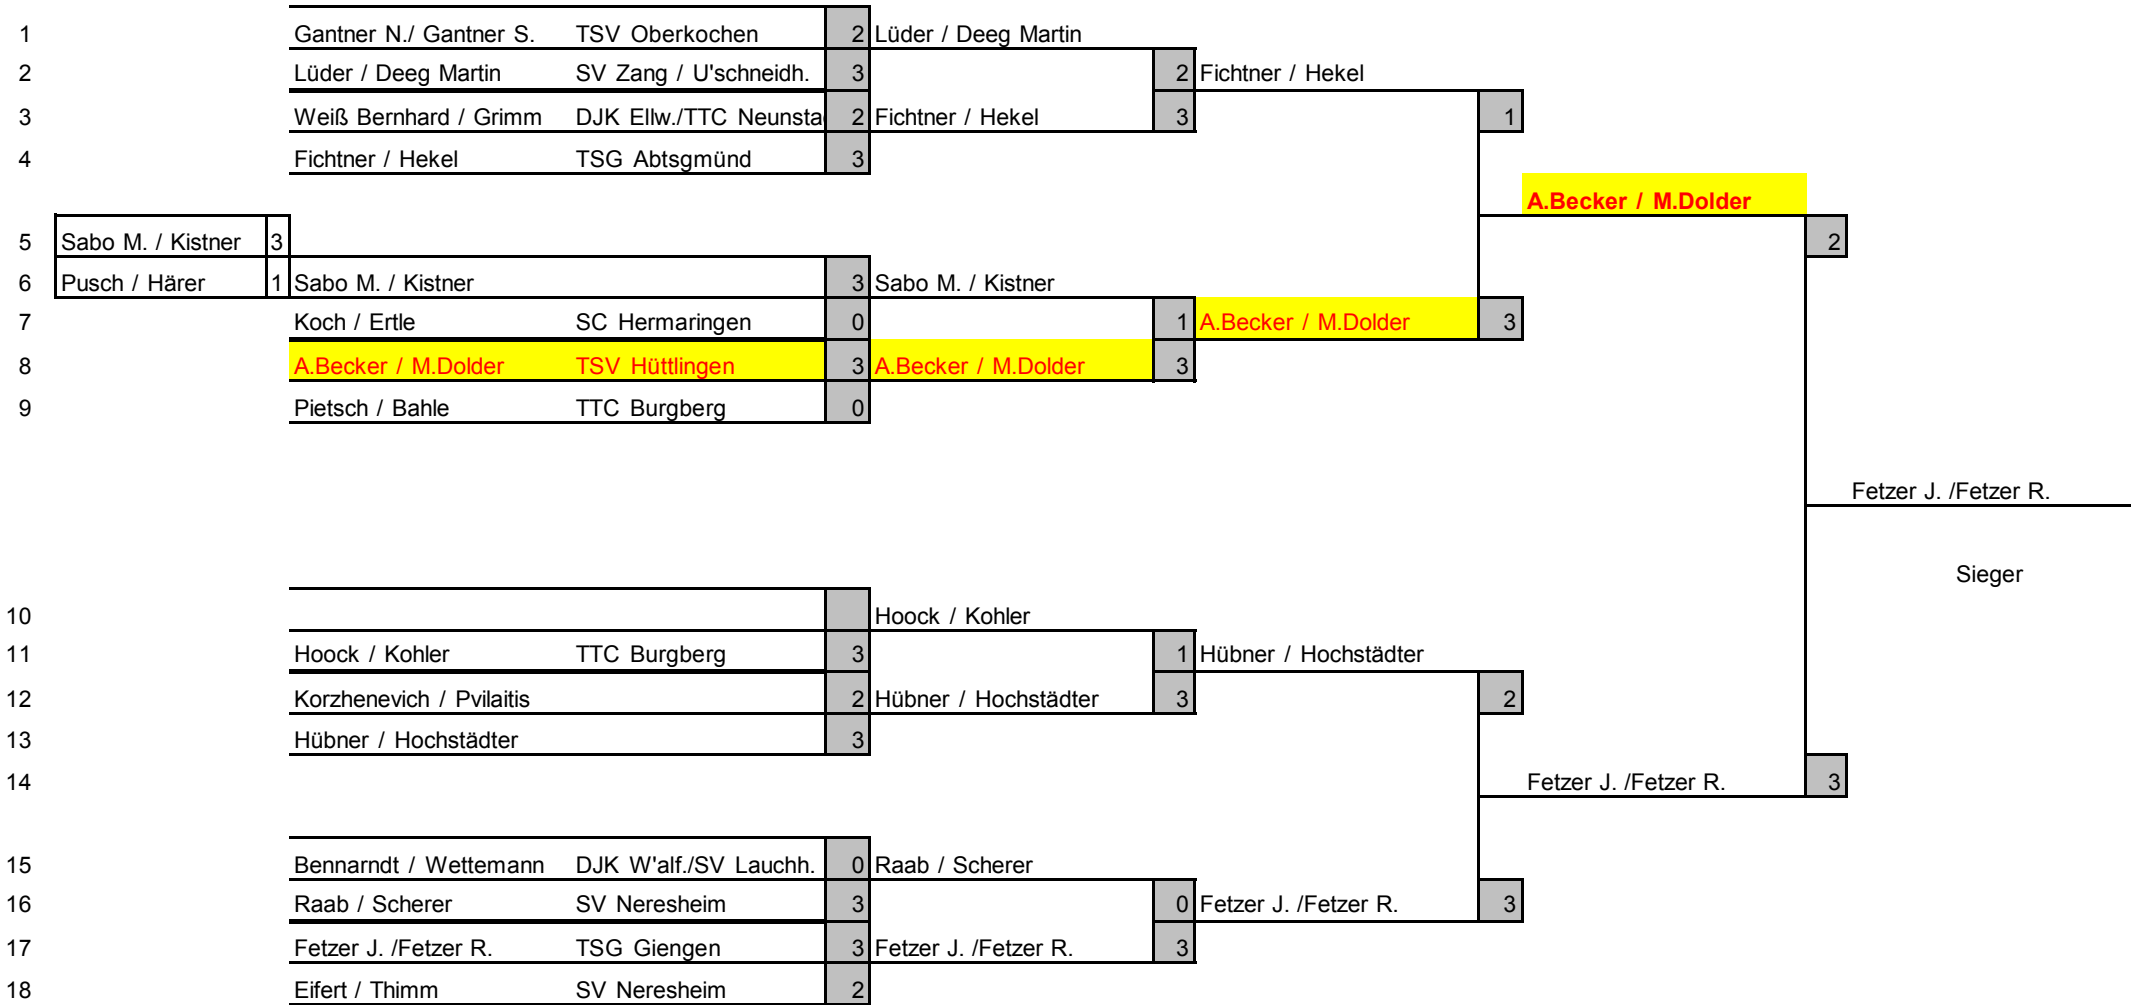 1 Gantner N./ Gantner S. TSV Oberkochen 2 Lüder / Deeg Martin
2 Lüder / Deeg Martin SV Zang / U'schneidh. 3 2 Fichtner / Hekel
3 Weiß Bernhard / Grimm DJK Ellw./TTC Neunsta 2 Fichtner / Hekel 3 1
4 Fichtner / Hekel TSG Abtsgmünd 3
A.Becker / M.Dolder
5 Sabo M. / Kistner 3 2
6 Pusch / Härer 1 Sabo M. / Kistner 3 Sabo M. / Kistner
7 Koch / Ertle SC Hermaringen 0 1 A.Becker / M.Dolder 3
8 A.Becker / M.Dolder TSV Hüttlingen 3 A.Becker / M.Dolder 3
9 Pietsch / Bahle TTC Burgberg 0
Fetzer J. /Fetzer R.
Sieger
10 Hoock / Kohler
11 Hoock / Kohler TTC Burgberg 3 1 Hübner / Hochstädter
12 Korzhenevich / Pvilaitis 2 Hübner / Hochstädter 3 2
13 Hübner / Hochstädter 3
14 Fetzer J. /Fetzer R. 3
15 Bennarndt / Wettemann DJK W'alf./SV Lauchh. 0 Raab / Scherer
16 Raab / Scherer SV Neresheim 3 0 Fetzer J. /Fetzer R. 3
17 Fetzer J. /Fetzer R. TSG Giengen 3 Fetzer J. /Fetzer R. 3
18 Eifert / Thimm SV Neresheim 2